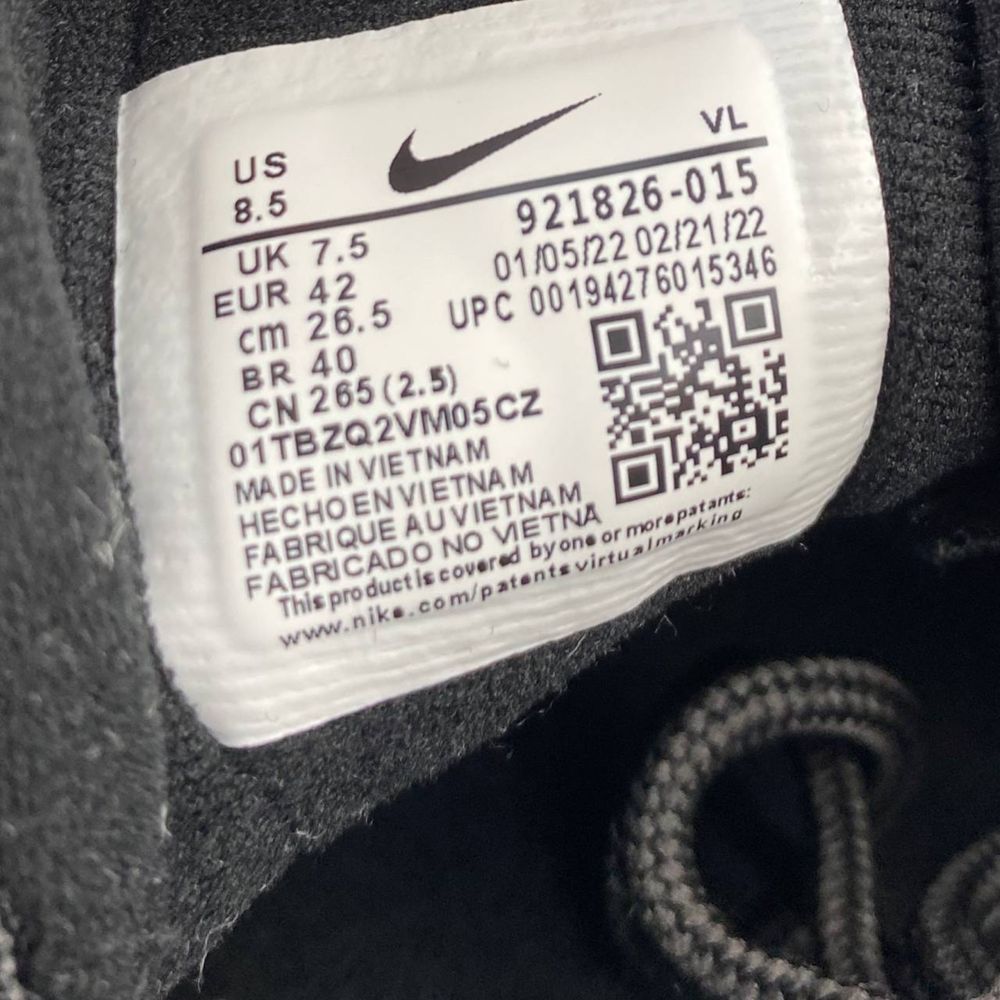 US
8.5
VL
UK 7.5
EUR 42
cm 26.5
BR 40
CN 265 (2.5)
921826-015
01/05/22 02/21/22
UPC 00194276015346
01TBZQ2VM05CZ
MADE IN VIETNAM
HECHO EN VIETNAM
FABRIQUE AU VIETNAM
FABRICADO NO VIETNÃ
This product is covered by one or more patents:
www.nike.com/patents virtual marking